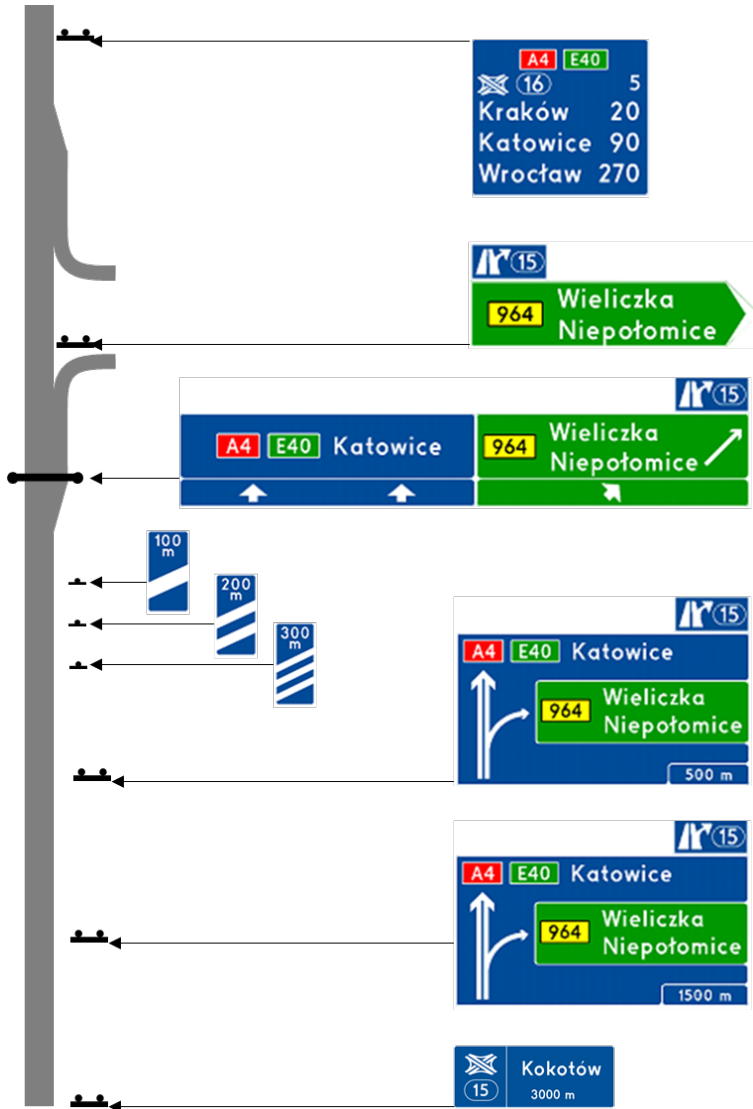 A4 E40
16 5
Kraków 20
Katowice 90
Wrocław 270
15
964 Wieliczka
Niepołomice
15
A4 E40 Katowice
964 Wieliczka
Niepołomice
100
m
200
m
300
m
15
A4 E40 Katowice
964 Wieliczka
Niepołomice
500 m
15
A4 E40 Katowice
964 Wieliczka
Niepołomice
1500 m
Kokotów
15 3000 m